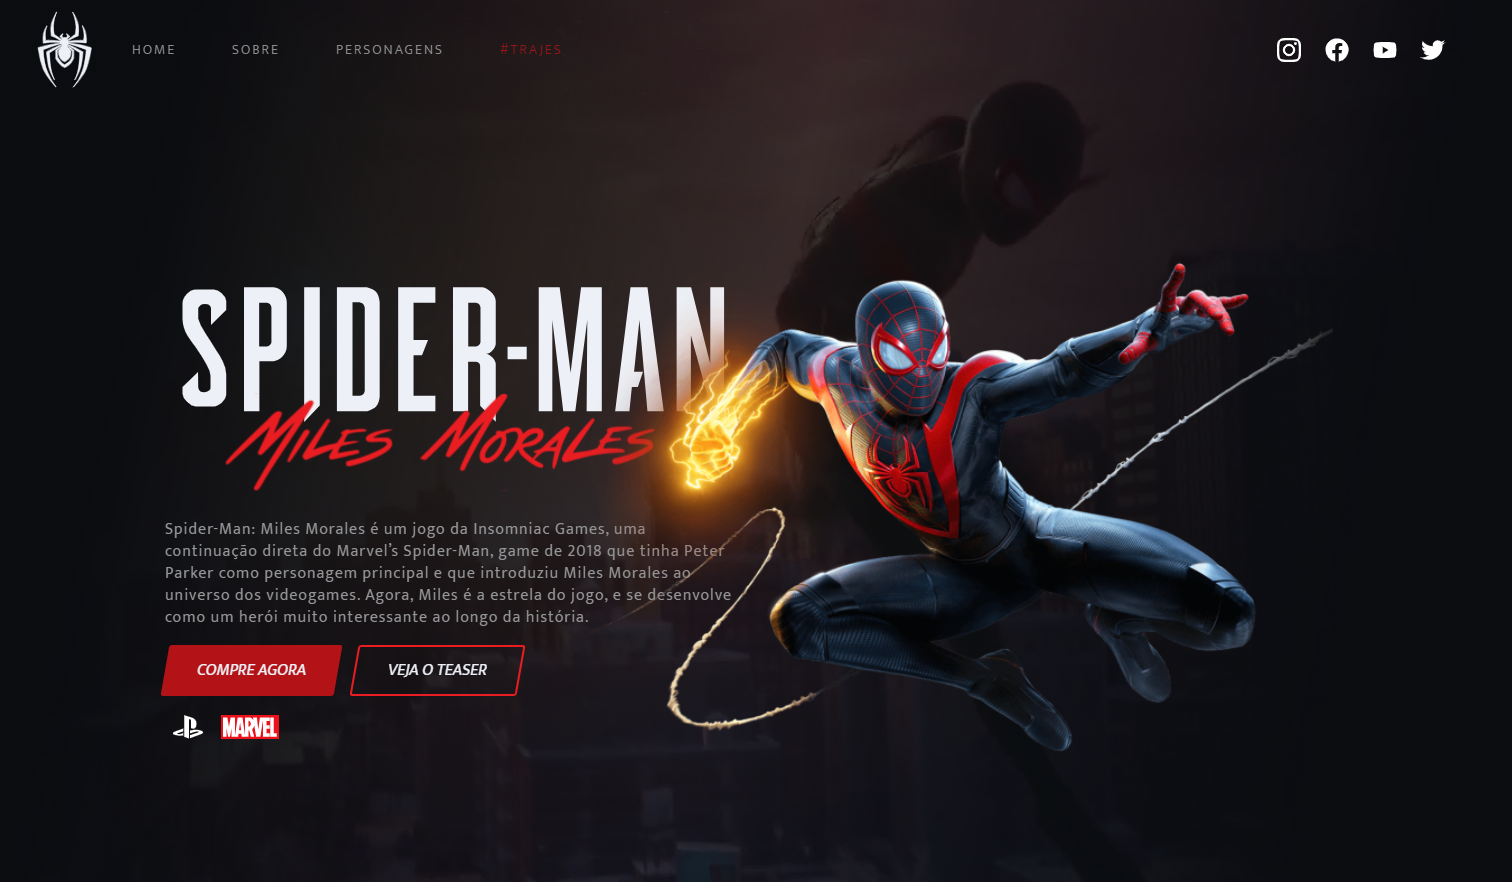 HOME
SOBRE
PERSONAGENS
#TRAJES
SPIDER-MAN
MILES MORALES
Spider-Man: Miles Morales é um jogo da Insomniac Games, uma
continuação direta do Marvel’s Spider-Man, game de 2018 que tinha Peter
Parker como personagem principal e que introduziu Miles Morales ao
universo dos videogames. Agora, Miles é a estrela do jogo, e se desenvolve
como um herói muito interessante ao longo da história.
COMPRE AGORA
VEJA O TEASER
MARVEL